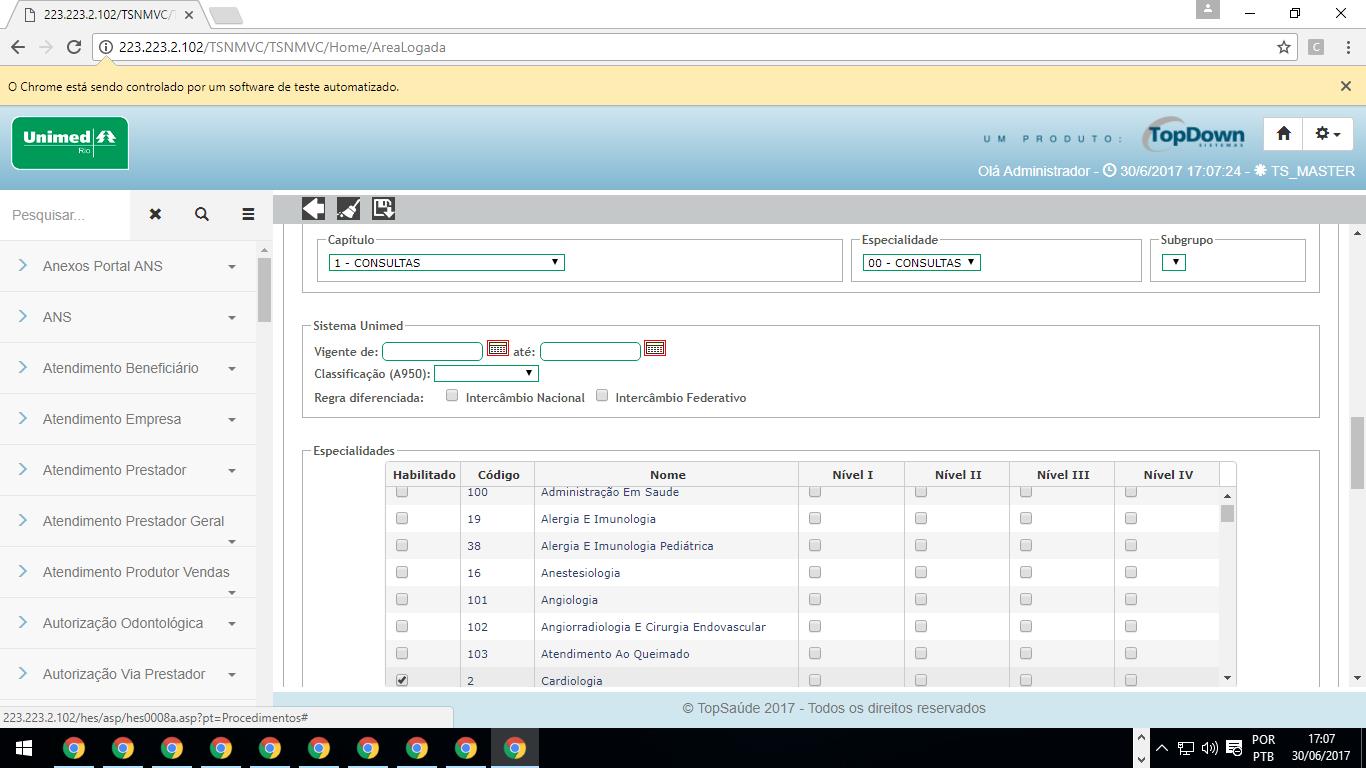 223.223.2.102/TSNMVC/T
223.223.2.102/TSNMVC/TSNMVC/Home/AreaLogada
C
O Chrome está sendo controlado por um software de teste automatizado.
Unimed
Rio
UM PRODUTO:
TopDown
SISTEMAS
Olá Administrador - 30/6/2017 17:07:24 - TS_MASTER
Pesquisar...
Anexos Portal ANS
ANS
Atendimento Beneficiário
Atendimento Empresa
Atendimento Prestador
Atendimento Prestador Geral
Atendimento Produtor Vendas
Autorização Odontológica
Autorização Via Prestador
Capítulo
1 - CONSULTAS
Especialidade
00 - CONSULTAS
Subgrupo
Sistema Unimed
Vigente de: até:
Classificação (A950):
Regra diferenciada: Intercâmbio Nacional Intercâmbio Federativo
Especialidades
Habilitado Código Nome Nível I Nível II Nível III Nível IV
100 Administração Em Saude
19 Alergia E Imunologia
38 Alergia E Imunologia Pediátrica
16 Anestesiologia
101 Angiologia
102 Angiorradiologia E Cirurgia Endovascular
103 Atendimento Ao Queimado
2 Cardiologia
223.223.2.102/hes/asp/hes0008a.asp?pt=Procedimentos#
© TopSaúde 2017 - Todos os direitos reservados
POR
PTB
17:07
30/06/2017